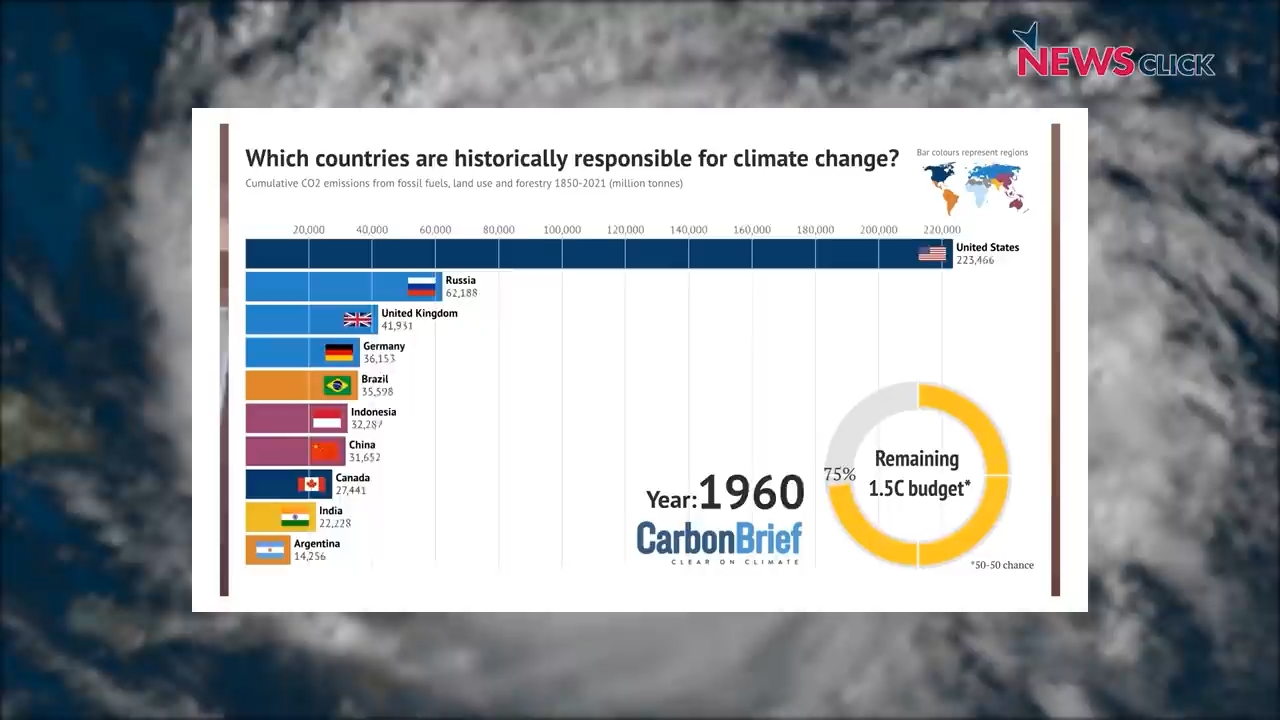 NEWSCLICK
Which countries are historically responsible for climate change?
Cumulative CO2 emissions from fossil fuels, land use and forestry 1850-2021 (million tonnes)
Bar colours represent regions
20,000 40,000 60,000 80,000 100,000 120,000 140,000 160,000 180,000 200,000 220,000
United States
223,466
Russia
62,188
United Kingdom
41,931
Germany
36,153
Brazil
35,598
Indonesia
32,287
China
31,652
Canada
27,441
India
22,228
Argentina
14,256
Year: 1960
CarbonBrief
CLEAR ON CLIMATE
75%
Remaining
1.5C budget*
*50-50 chance